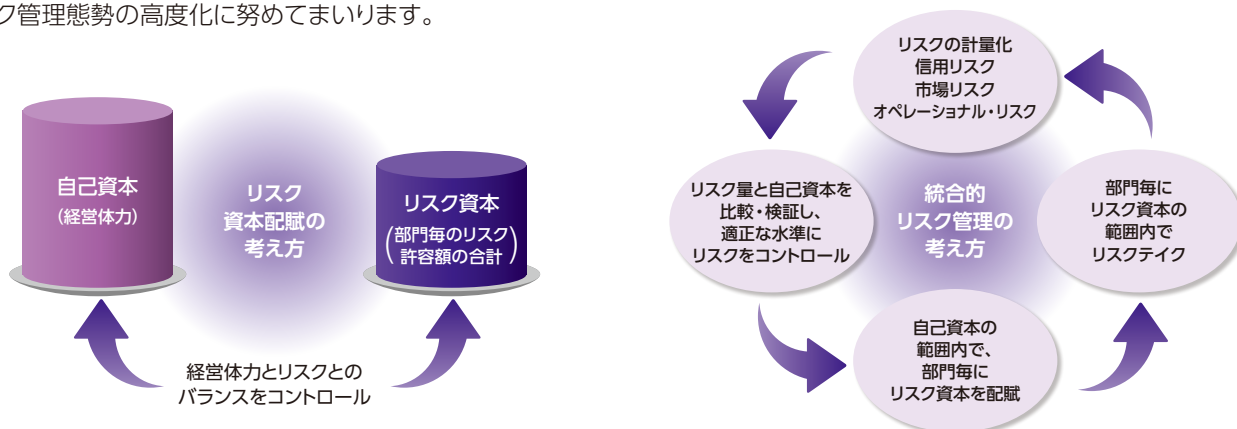 ク管理態勢の高度化に努めてまいります。
自己資本
(経営体力)
リスク
資本配賦の
考え方
リスク資本
(部門毎のリスク
許容額の合計)
経営体力とリスクとの
バランスをコントロール
リスクの計量化
信用リスク
市場リスク
オペレーショナル・リスク
リスク量と自己資本を
比較・検証し、
適正な水準に
リスクをコントロール
統合的
リスク管理の
考え方
部門毎に
リスク資本の
範囲内で
リスクテイク
自己資本の
範囲内で、
部門毎に
リスク資本を配賦